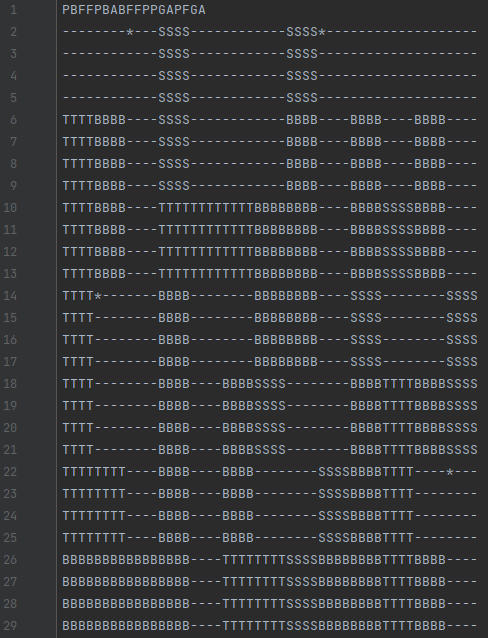 1 PBFFPBABFFPPGAPFGA
2 --------*---SSSS------------SSSS*-------------------
3 ------------SSSS------------SSSS--------------------
4 ------------SSSS------------SSSS--------------------
5 ------------SSSS------------SSSS--------------------
6 TTTTBBBB----SSSS------------BBBB----BBBB----BBBB----
7 TTTTBBBB----SSSS------------BBBB----BBBB----BBBB----
8 TTTTBBBB----SSSS------------BBBB----BBBB----BBBB----
9 TTTTBBBB----SSSS------------BBBB----BBBB----BBBB----
10 TTTTBBBB----TTTTTTTTTTTTBBBBBBBB----BBBBSSSSBBBB----
11 TTTTBBBB----TTTTTTTTTTTTBBBBBBBB----BBBBSSSSBBBB----
12 TTTTBBBB----TTTTTTTTTTTTBBBBBBBB----BBBBSSSSBBBB----
13 TTTTBBBB----TTTTTTTTTTTTBBBBBBBB----BBBBSSSSBBBB----
14 TTTT*-------BBBB--------BBBBBBBB----SSSS--------SSSS
15 TTTT--------BBBB--------BBBBBBBB----SSSS--------SSSS
16 TTTT--------BBBB--------BBBBBBBB----SSSS--------SSSS
17 TTTT--------BBBB--------BBBBBBBB----SSSS--------SSSS
18 TTTT--------BBBB----BBBBSSSS--------BBBBTTTTBBBBSSSS
19 TTTT--------BBBB----BBBBSSSS--------BBBBTTTTBBBBSSSS
20 TTTT--------BBBB----BBBBSSSS--------BBBBTTTTBBBBSSSS
21 TTTT--------BBBB----BBBBSSSS--------BBBBTTTTBBBBSSSS
22 TTTTTTTT----BBBB----BBBB--------SSSSBBBBTTTT----*---
23 TTTTTTTT----BBBB----BBBB--------SSSSBBBBTTTT--------
24 TTTTTTTT----BBBB----BBBB--------SSSSBBBBTTTT--------
25 TTTTTTTT----BBBB----BBBB--------SSSSBBBBTTTT--------
26 BBBBBBBBBBBBBBBB----TTTTTTTTSSSSBBBBBBBBTTTTBBBB----
27 BBBBBBBBBBBBBBBB----TTTTTTTTSSSSBBBBBBBBTTTTBBBB----
28 BBBBBBBBBBBBBBBB----TTTTTTTTSSSSBBBBBBBBTTTTBBBB----
29 BBBBBBBBBBBBBBBB----TTTTTTTTSSSSBBBBBBBBTTTTBBBB----